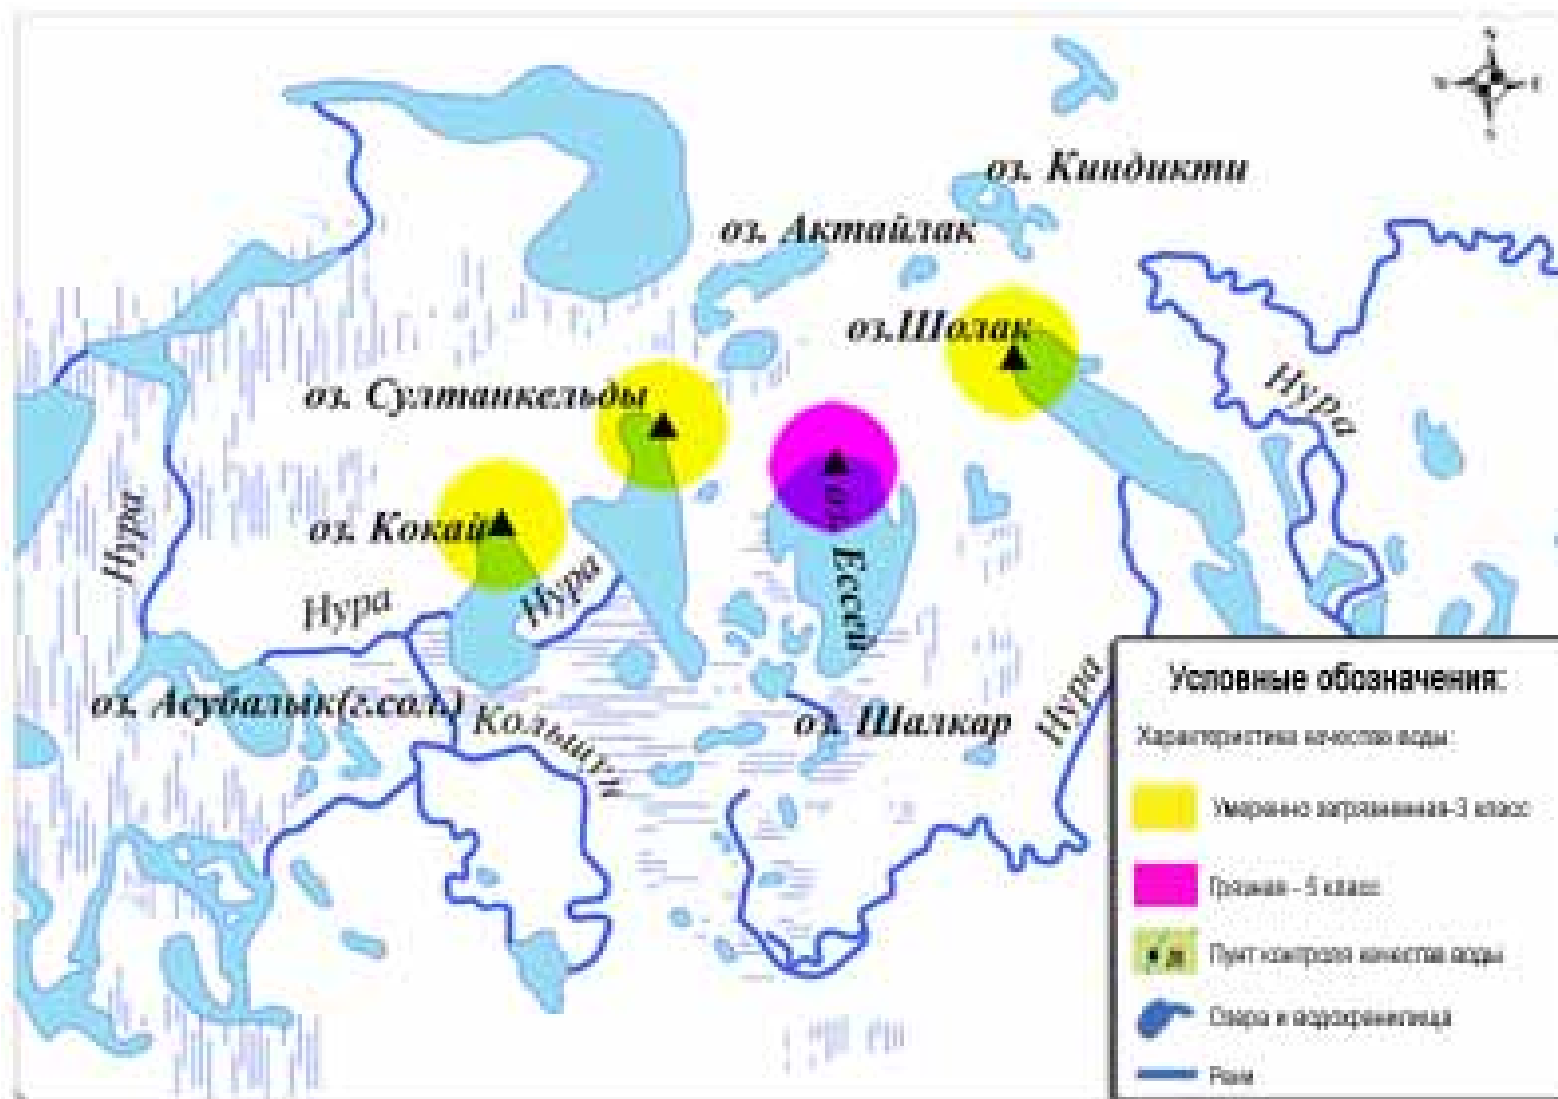 N
W
E
S
оз. Киндикти
оз. Актайлак
оз.Шолак
оз. Султанкельды
Нура
оз. Кокай
оз. Есей
Нура
Нура
Нура
оз. Асубалык(г.сол.)
Нура
оз. Шалкар
Условные обозначения:
Характеристика качества воды:
Умеренно загрязненная-3 класс
Грязная - 5 класс
Пункт контроля качества воды
Озера и водохранилища
Реки